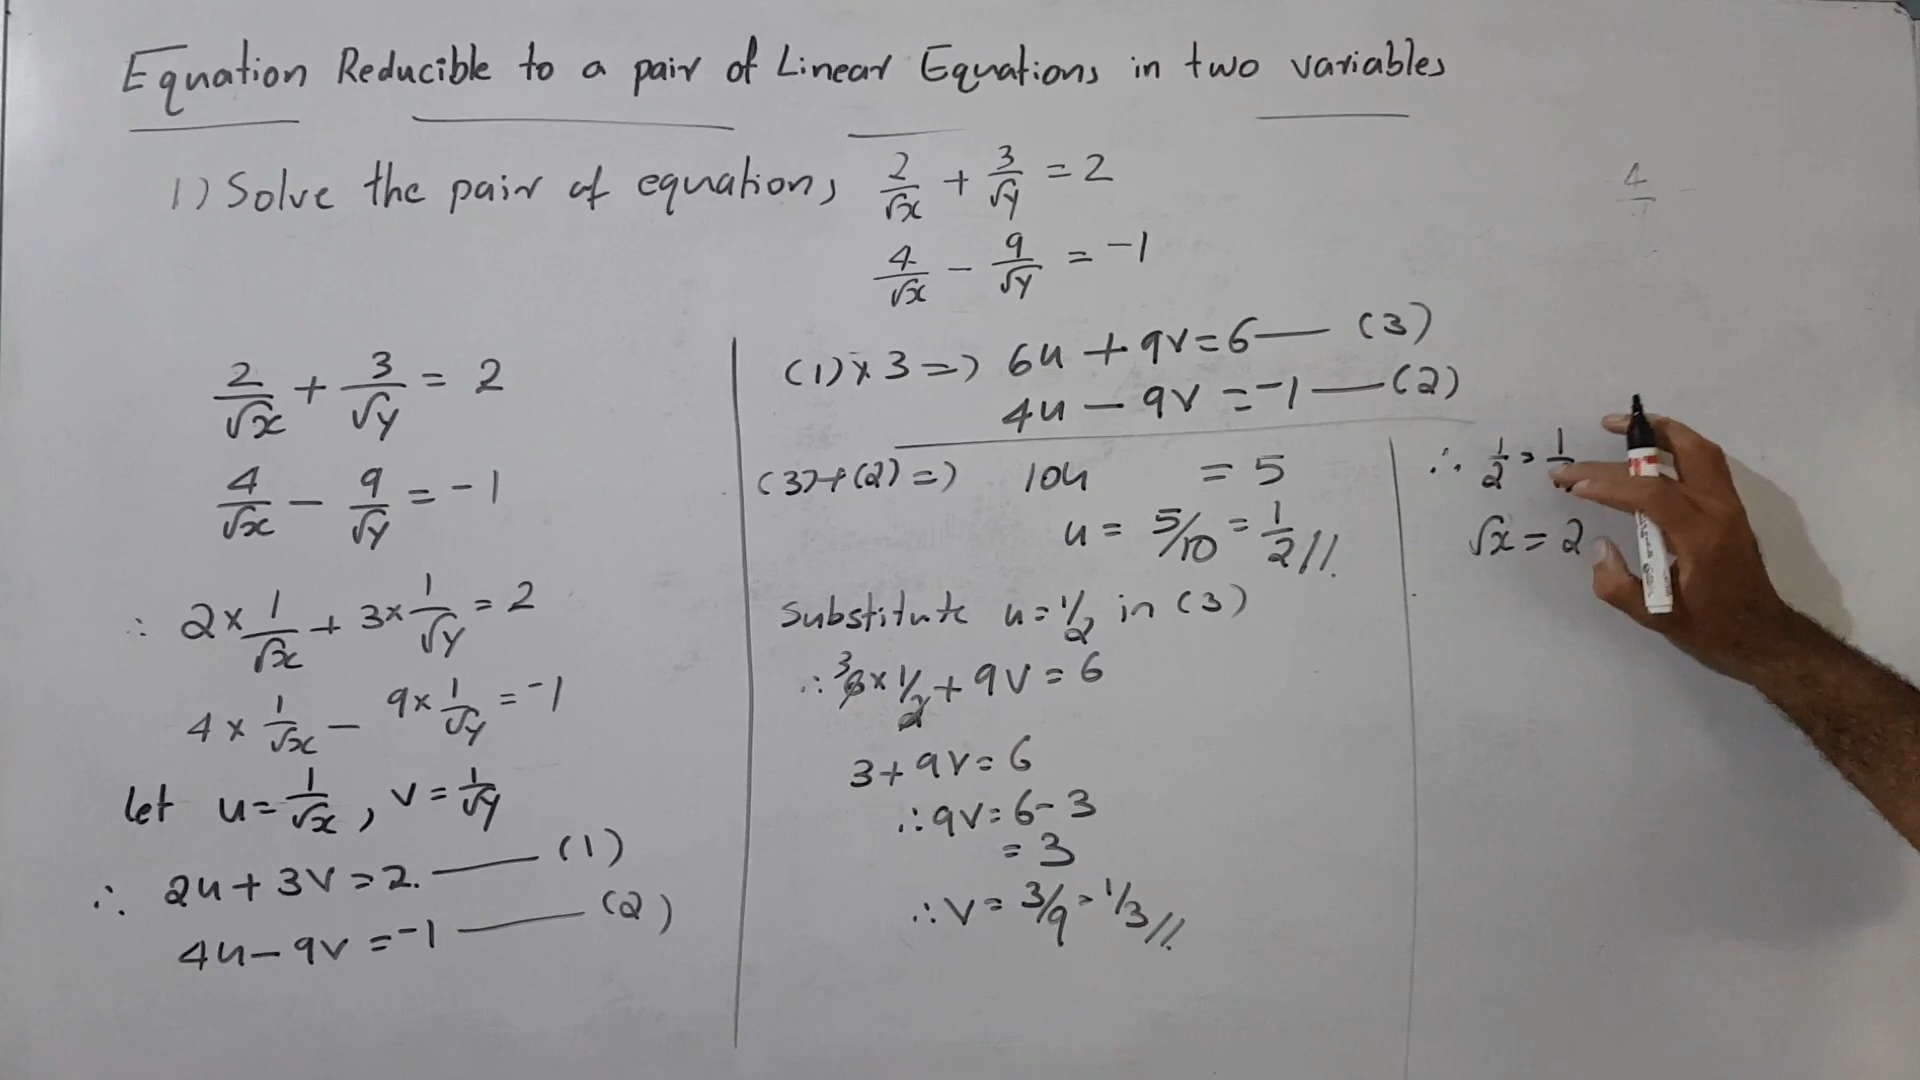 Equation Reducible to a pair of Linear Equations in two variables
1) Solve the pair of equations 2/√x + 3/√y = 2
4/√x - 9/√y = -1
2/√x + 3/√y = 2
4/√x - 9/√y = -1
∴ 2 × 1/√x + 3 × 1/√y = 2
4 × 1/√x - 9 × 1/√y = -1
let u = 1/√x, v = 1/√y
∴ 2u + 3v = 2. — (1)
4u - 9v = -1 — (2)
(1) × 3 => 6u + 9v = 6 — (3)
4u - 9v = -1 — (2)
(3) + (2) => 10u = 5
u = 5/10 = 1/2 //.
Substitute u = 1/2 in (3)
∴ 3 6 × 1/2 + 9v = 6
3 + 9v = 6
∴ 9v = 6 - 3
= 3
∴ v = 3/9 = 1/3 //.
∴ 1/2 = 1/
√x = 2
4